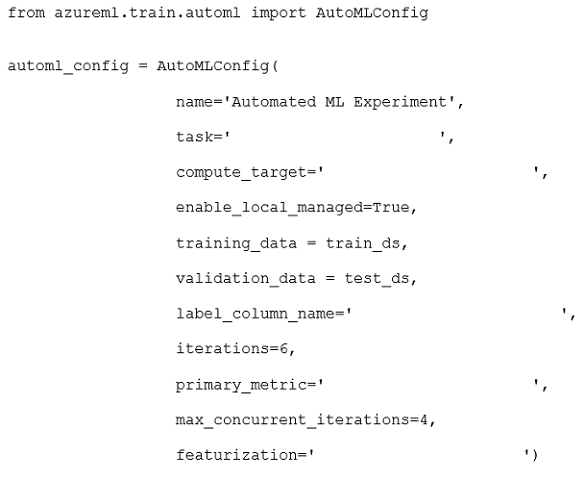 from azureml.train.automl import AutoMLConfig
automl_config = AutoMLConfig(
name='Automated ML Experiment',
task='                       ',
compute_target='                       ',
enable_local_managed=True,
training_data = train_ds,
validation_data = test_ds,
label_column_name='                       ',
iterations=6,
primary_metric='                       ',
max_concurrent_iterations=4,
featurization='                       ')